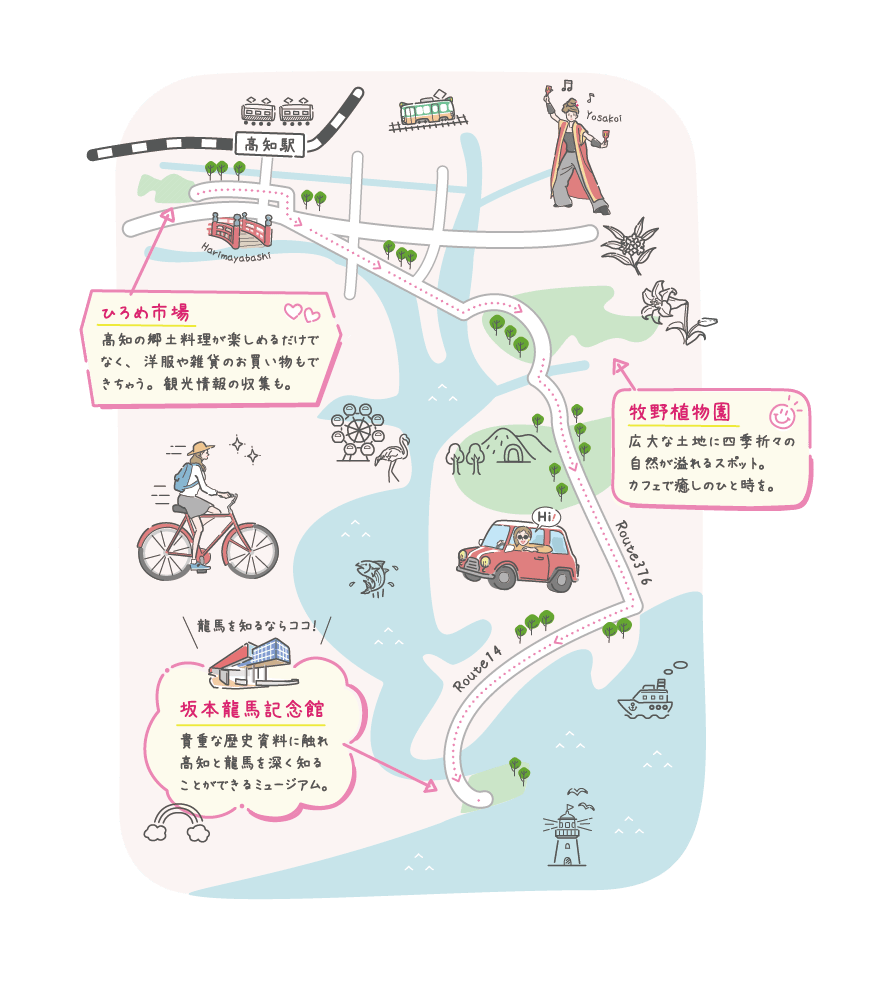 Yosakoi
高知駅
Harimayabashi
ひろめ市場
高知の郷土料理が楽しめるだけで
なく、洋服や雑貨のお買い物もで
きちゃう。観光情報の収集も。
牧野植物園
広大な土地に四季折々の
自然が溢れるスポット。
カフェで癒しのひと時を。
Hi!
Route376
龍馬を知るならココ!
Route14
坂本龍馬記念館
貴重な歴史資料に触れ
高知と龍馬を深く知る
ことができるミュージアム。